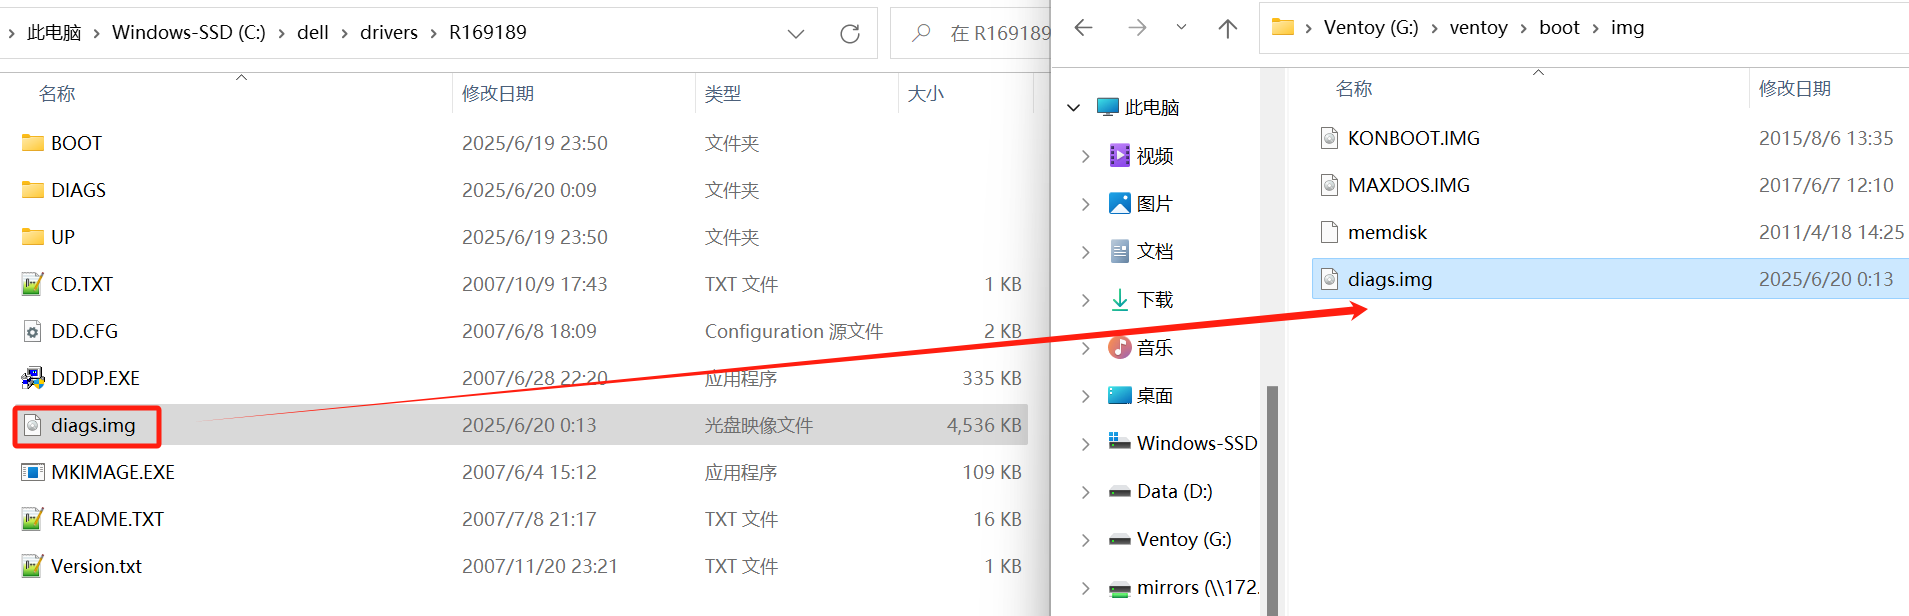 此电脑 > Windows-SSD (C:) > dell > drivers > R169189
在 R169189
名称 修改日期 类型 大小
BOOT 2025/6/19 23:50 文件夹
DIAGS 2025/6/20 0:09 文件夹
UP 2025/6/19 23:50 文件夹
CD.TXT 2007/10/9 17:43 TXT 文件 1 KB
DD.CFG 2007/6/8 18:09 Configuration 源文件 2 KB
DDDP.EXE 2007/6/28 22:20 应用程序 335 KB
diags.img 2025/6/20 0:13 光盘映像文件 4,536 KB
MKIMAGE.EXE 2007/6/4 15:12 应用程序 109 KB
README.TXT 2007/7/8 21:17 TXT 文件 16 KB
Version.txt 2007/11/20 23:21 TXT 文件 1 KB
Ventoy (G:) > ventoy > boot > img
此电脑
视频
图片
文档
下载
音乐
桌面
Windows-SSD
Data (D:)
Ventoy (G:)
mirrors (\\172.
名称 修改日期
KONBOOT.IMG 2015/8/6 13:35
MAXDOS.IMG 2017/6/7 12:10
memdisk 2011/4/18 14:25
diags.img 2025/6/20 0:13